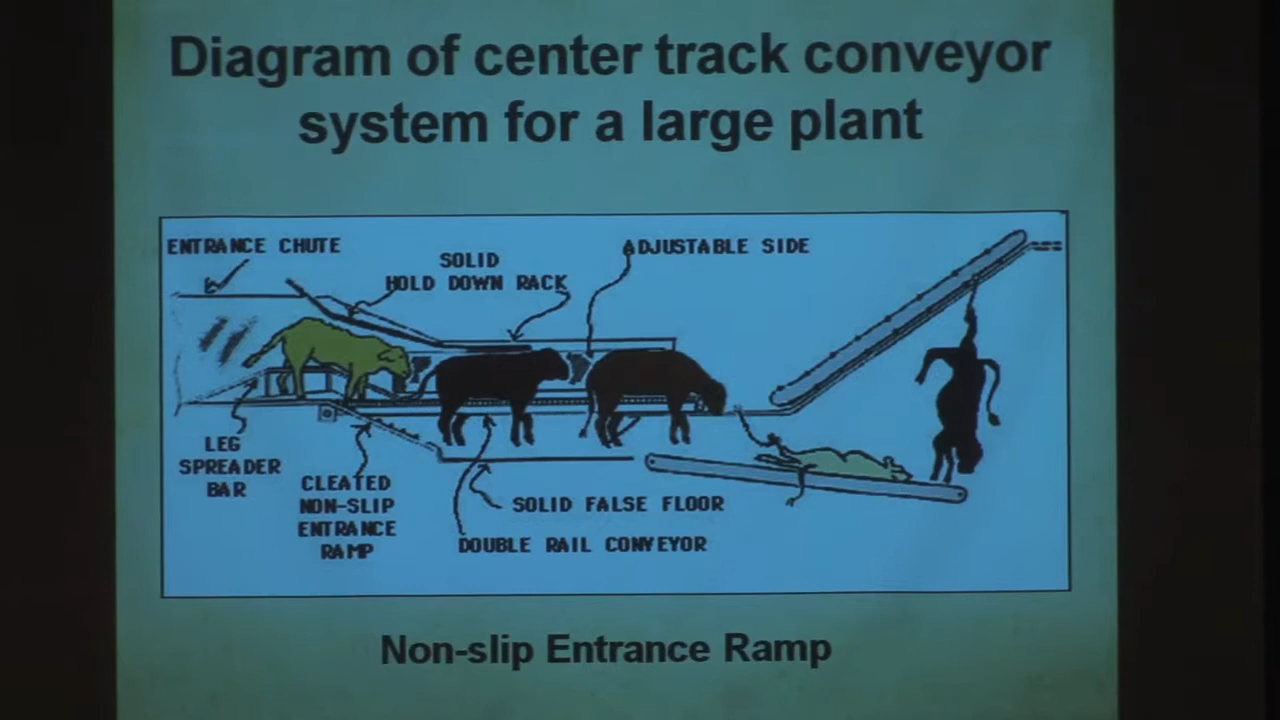 Diagram of center track conveyor
system for a large plant
ENTRANCE CHUTE
SOLID
HOLD DOWN RACK
ADJUSTABLE SIDE
LEG
SPREADER
BAR
CLEATED
NON-SLIP
ENTRANCE
RAMP
SOLID FALSE FLOOR
DOUBLE RAIL CONVEYOR
Non-slip Entrance Ramp